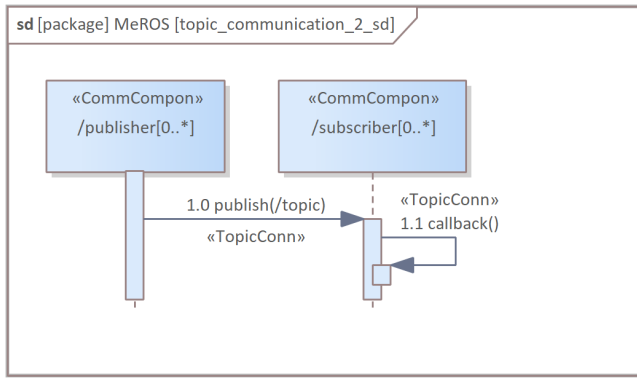 sd [package] MeROS [topic_communication_2_sd]
«CommCompon»
/publisher[0..*]
«CommCompon»
/subscriber[0..*]
1.0 publish(/topic)
«TopicConn»
«TopicConn»
1.1 callback()